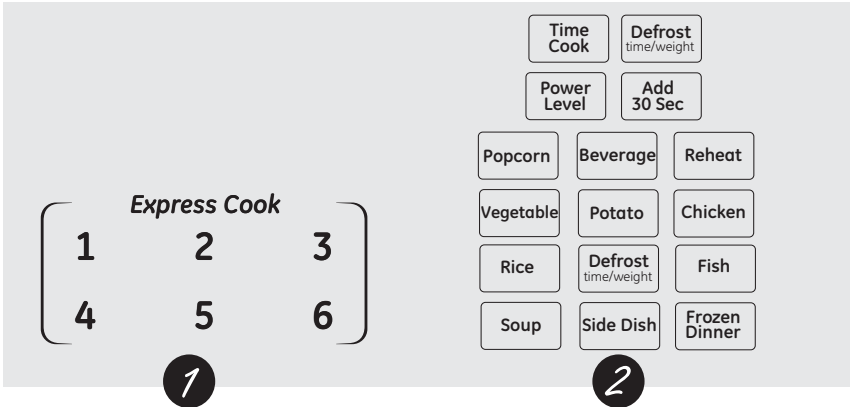 Express Cook
1 2 3
4 5 6
1
Time
Cook
Defrost
time/weight
Power
Level
Add
30 Sec
Popcorn
Beverage
Reheat
Vegetable
Potato
Chicken
Rice
Defrost
time/weight
Fish
Soup
Side Dish
Frozen
Dinner
2